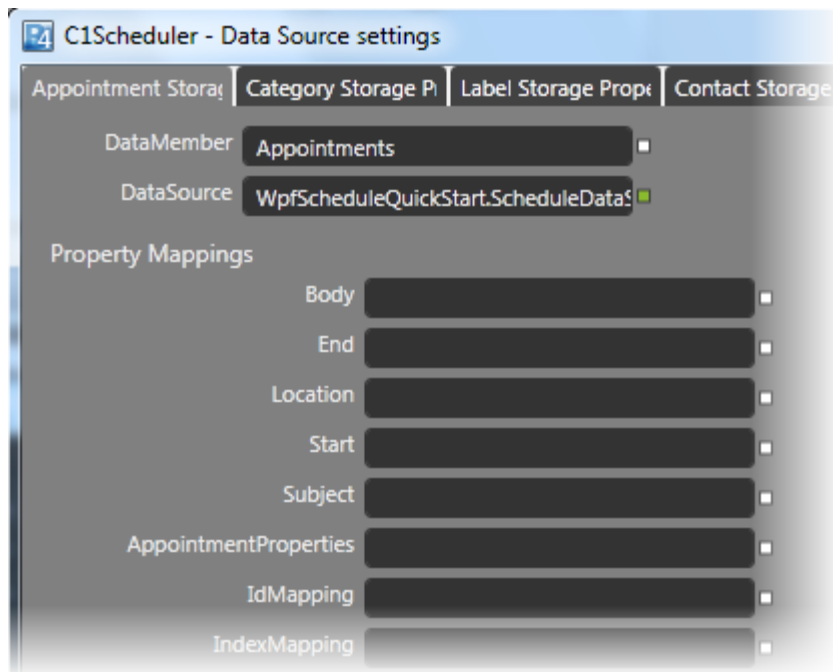 C1Scheduler - Data Source settings
Appointment Storag Category Storage P Label Storage Prope Contact Storage
DataMember Appointments
DataSource WpfScheduleQuickStart.ScheduleDataS
Property Mappings
Body
End
Location
Start
Subject
AppointmentProperties
IdMapping
IndexMapping